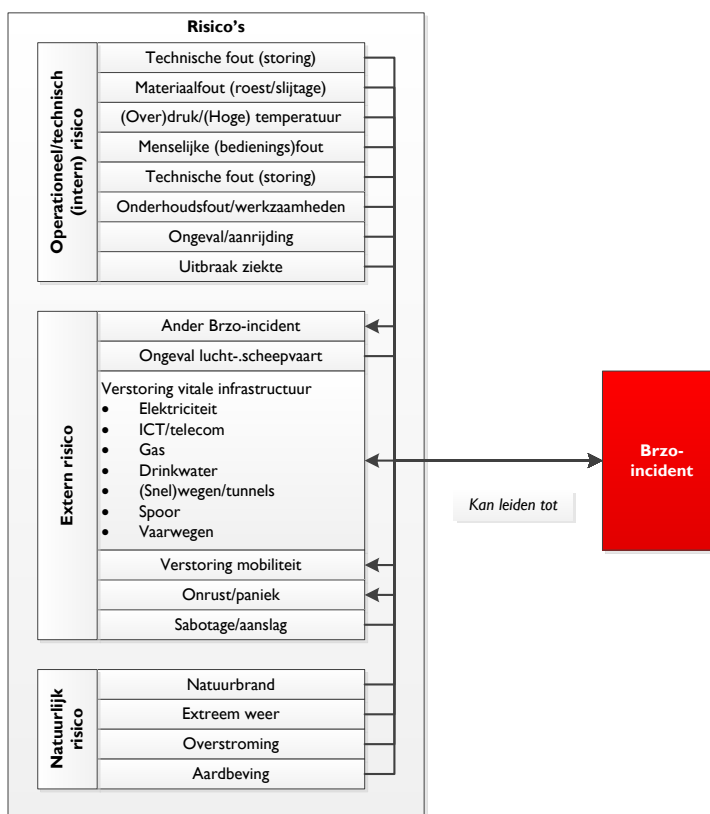 Risico's
Operationeel/technisch
(intern) risico
Technische fout (storing)
Materiaalfout (roest/slijtage)
(Over)druk/(Hoge) temperatuur
Menselijke (bedienings)fout
Technische fout (storing)
Onderhoudsfout/werkzaamheden
Ongeval/aanrijding
Uitbraak ziekte
Extern risico
Ander Brzo-incident
Ongeval lucht-.scheepvaart
Verstoring vitale infrastructuur
• Elektriciteit
• ICT/telecom
• Gas
• Drinkwater
• (Snel)wegen/tunnels
• Spoor
• Vaarwegen
Verstoring mobiliteit
Onrust/paniek
Sabotage/aanslag
Natuurlijk
risico
Natuurbrand
Extreem weer
Overstroming
Aardbeving
Kan leiden tot
Brzo-
incident